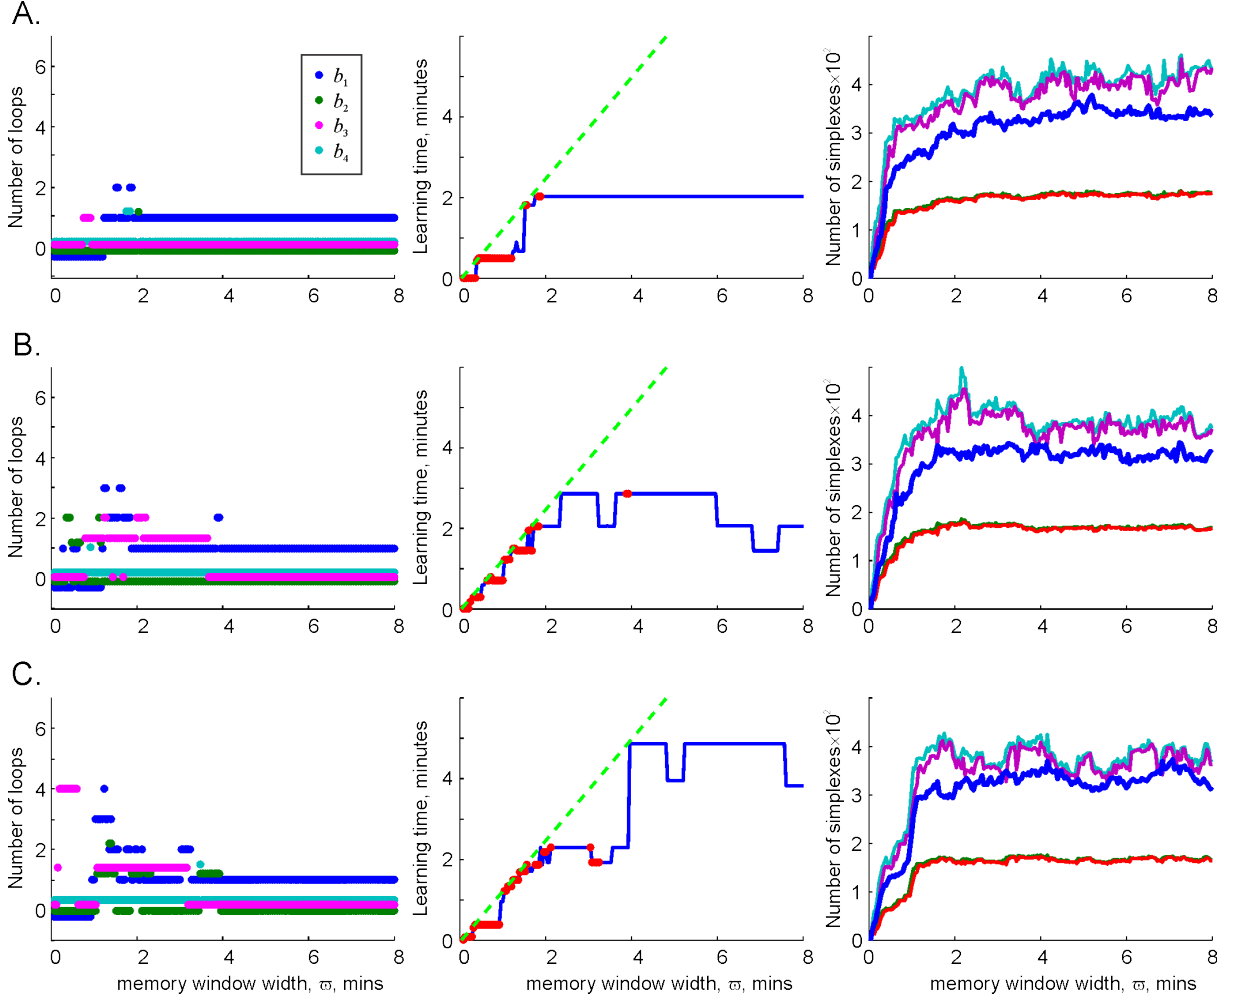 A.
Number of loops
6
4
2
0
b1
b2
b3
b4
0 2 4 6 8
Learning time, minutes
4
2
0
0 2 4 6 8
Number of simplexes×10²
4
3
2
1
0
0 2 4 6 8
B.
Number of loops
6
4
2
0
0 2 4 6 8
Learning time, minutes
4
2
0
0 2 4 6 8
Number of simplexes×10²
4
3
2
1
0
0 2 4 6 8
C.
Number of loops
6
4
2
0
0 2 4 6 8
memory window width, ϖ, mins
Learning time, minutes
4
2
0
0 2 4 6 8
memory window width, ϖ, mins
Number of simplexes×10²
4
3
2
1
0
0 2 4 6 8
memory window width, ϖ, mins